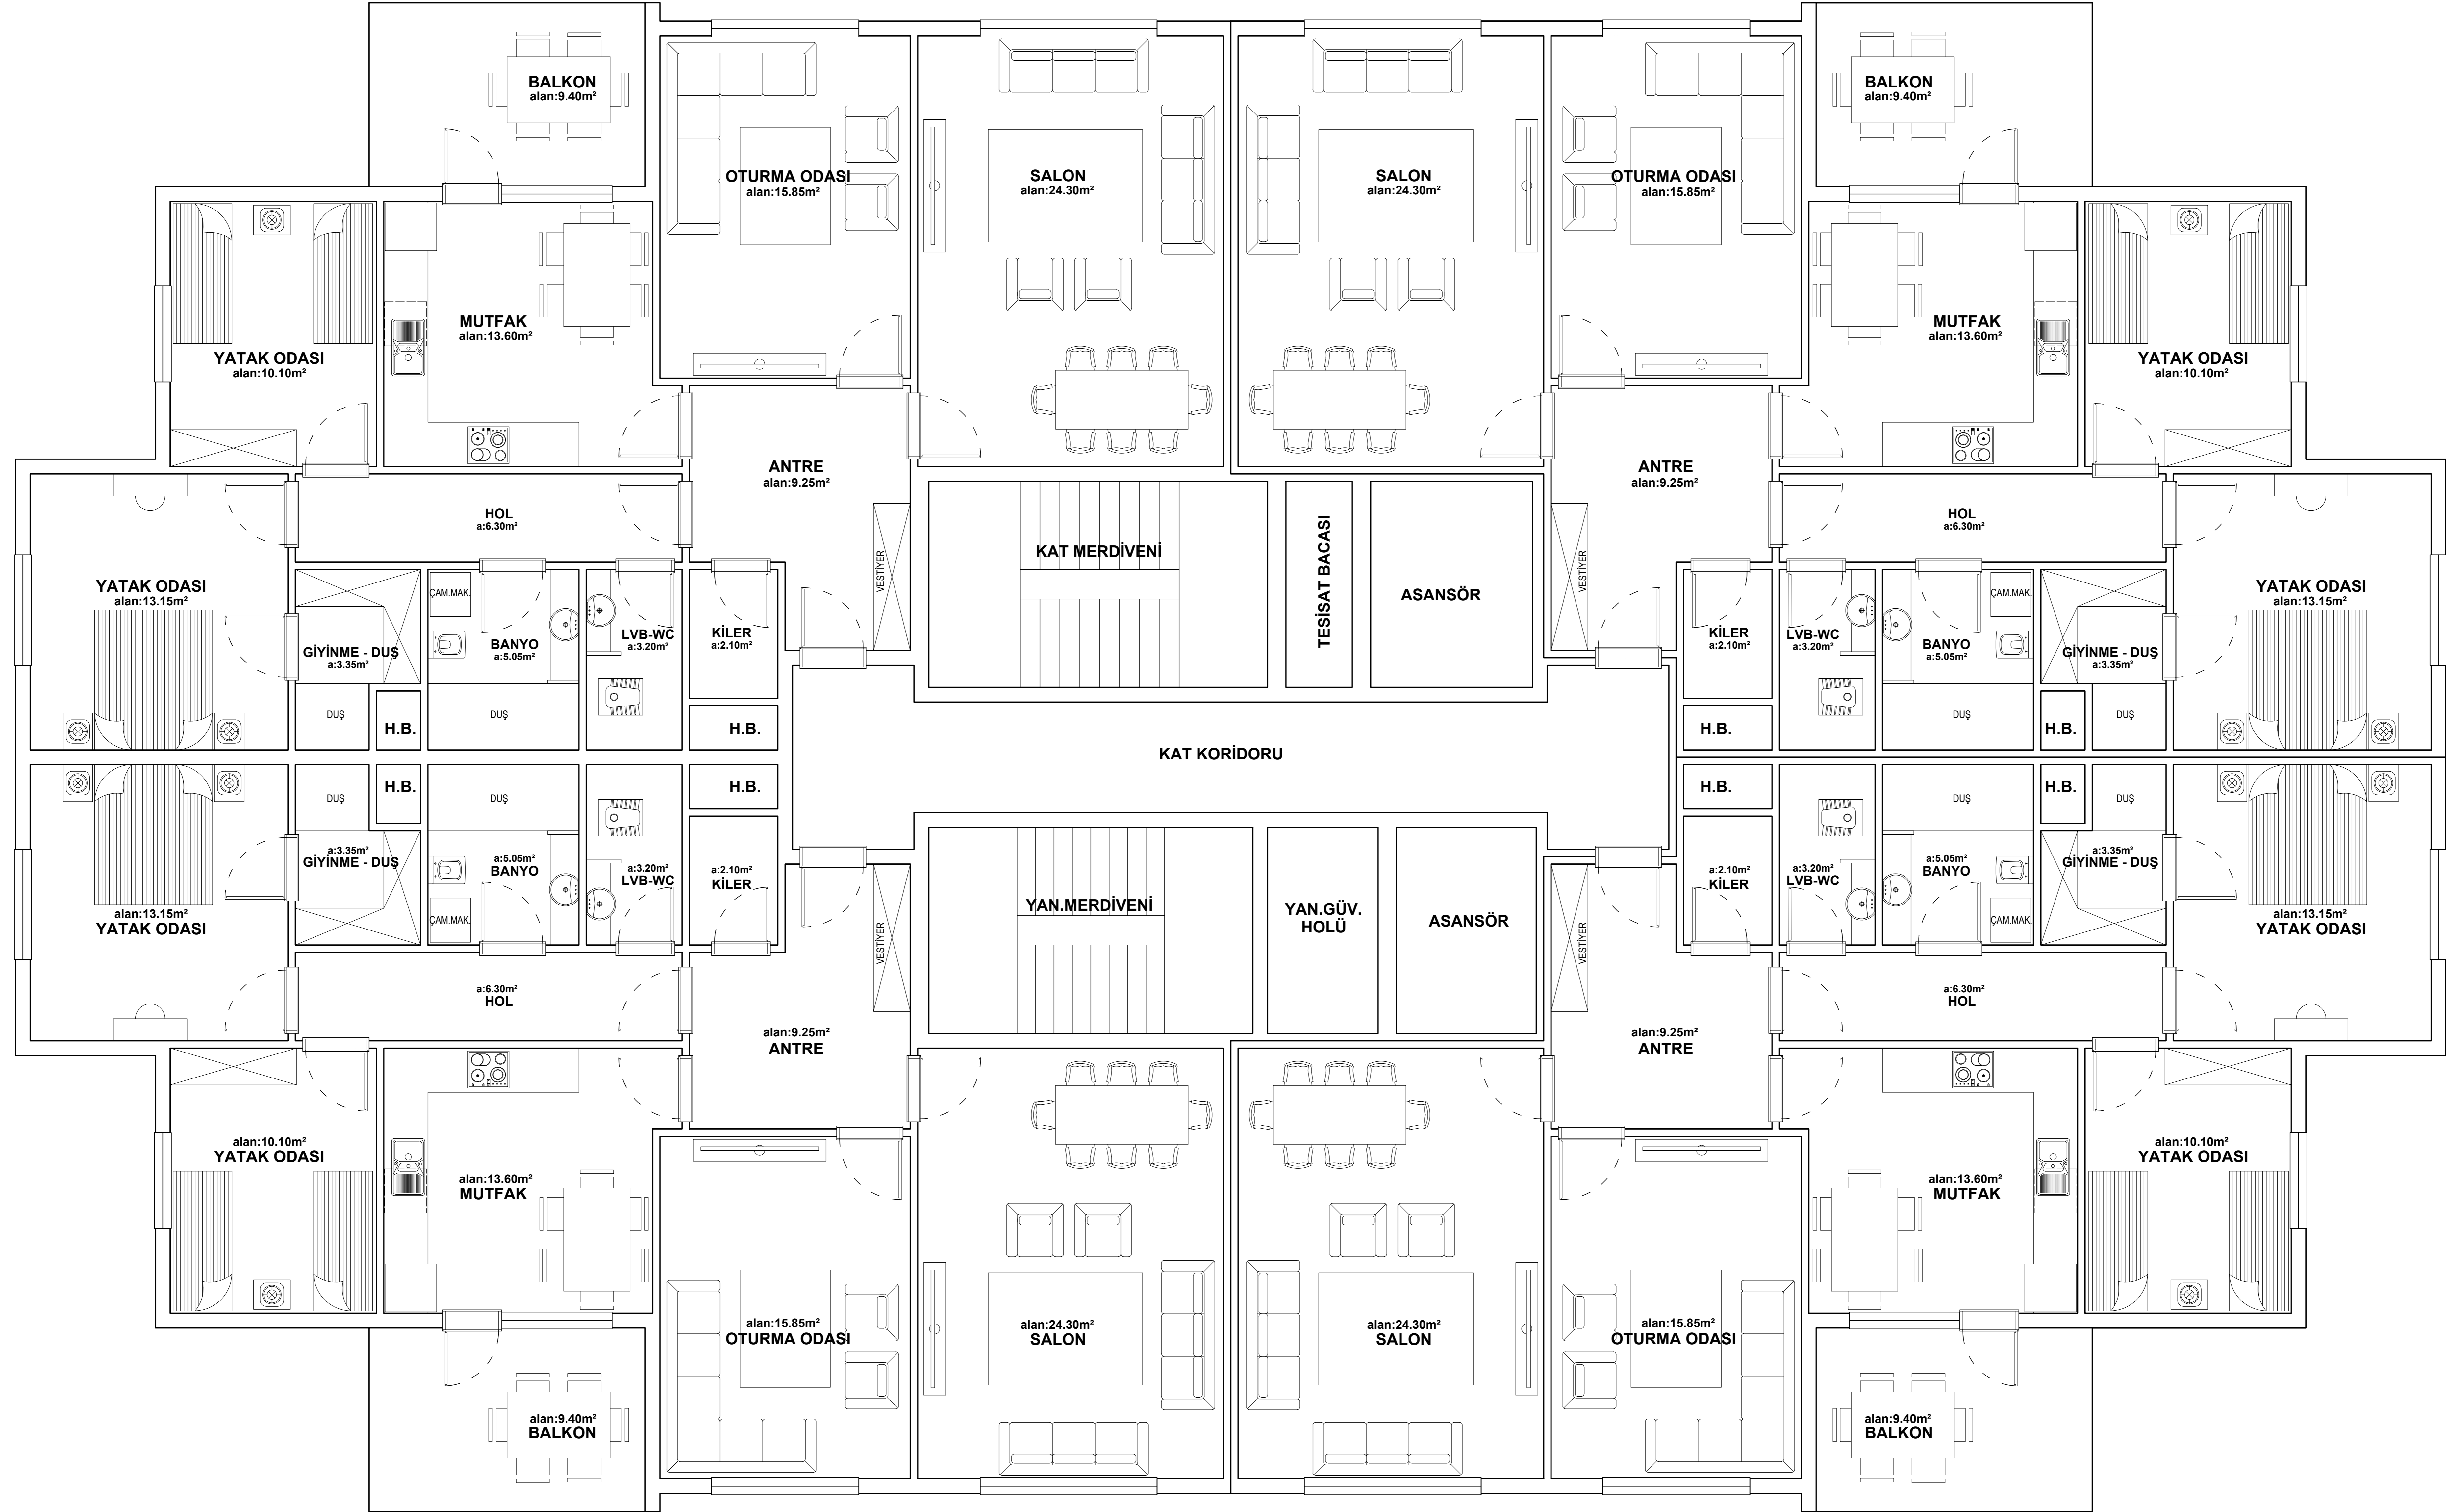 BALKON
alan:9.40m²
BALKON
alan:9.40m²
OTURMA ODASI
alan:15.85m²
SALON
alan:24.30m²
SALON
alan:24.30m²
OTURMA ODASI
alan:15.85m²
YATAK ODASI
alan:10.10m²
MUTFAK
alan:13.60m²
MUTFAK
alan:13.60m²
YATAK ODASI
alan:10.10m²
ANTRE
alan:9.25m²
ANTRE
alan:9.25m²
HOL
a:6.30m²
HOL
a:6.30m²
YATAK ODASI
alan:13.15m²
GİYİNME - DUŞ
a:3.35m²
ÇAM.MAK.
BANYO
a:5.05m²
LVB-WC
a:3.20m²
KİLER
a:2.10m²
VESTİYER
KAT MERDİVENİ
TESİSAT BACASI
ASANSÖR
VESTİYER
KİLER
a:2.10m²
LVB-WC
a:3.20m²
BANYO
a:5.05m²
ÇAM.MAK.
GİYİNME - DUŞ
a:3.35m²
YATAK ODASI
alan:13.15m²
DUŞ
H.B.
DUŞ
H.B.
H.B.
DUŞ
H.B.
DUŞ
KAT KORİDORU
DUŞ
H.B.
DUŞ
H.B.
H.B.
DUŞ
H.B.
DUŞ
alan:13.15m²
YATAK ODASI
a:3.35m²
GİYİNME - DUŞ
a:5.05m²
BANYO
ÇAM.MAK.
a:3.20m²
LVB-WC
a:2.10m²
KİLER
VESTİYER
YAN.MERDİVENİ
YAN.GÜV.
HOLÜ
ASANSÖR
VESTİYER
a:2.10m²
KİLER
a:3.20m²
LVB-WC
a:5.05m²
BANYO
ÇAM.MAK.
a:3.35m²
GİYİNME - DUŞ
alan:13.15m²
YATAK ODASI
a:6.30m²
HOL
a:6.30m²
HOL
alan:9.25m²
ANTRE
alan:9.25m²
ANTRE
alan:10.10m²
YATAK ODASI
alan:13.60m²
MUTFAK
alan:13.60m²
MUTFAK
alan:10.10m²
YATAK ODASI
alan:15.85m²
OTURMA ODASI
alan:24.30m²
SALON
alan:24.30m²
SALON
alan:15.85m²
OTURMA ODASI
alan:9.40m²
BALKON
alan:9.40m²
BALKON